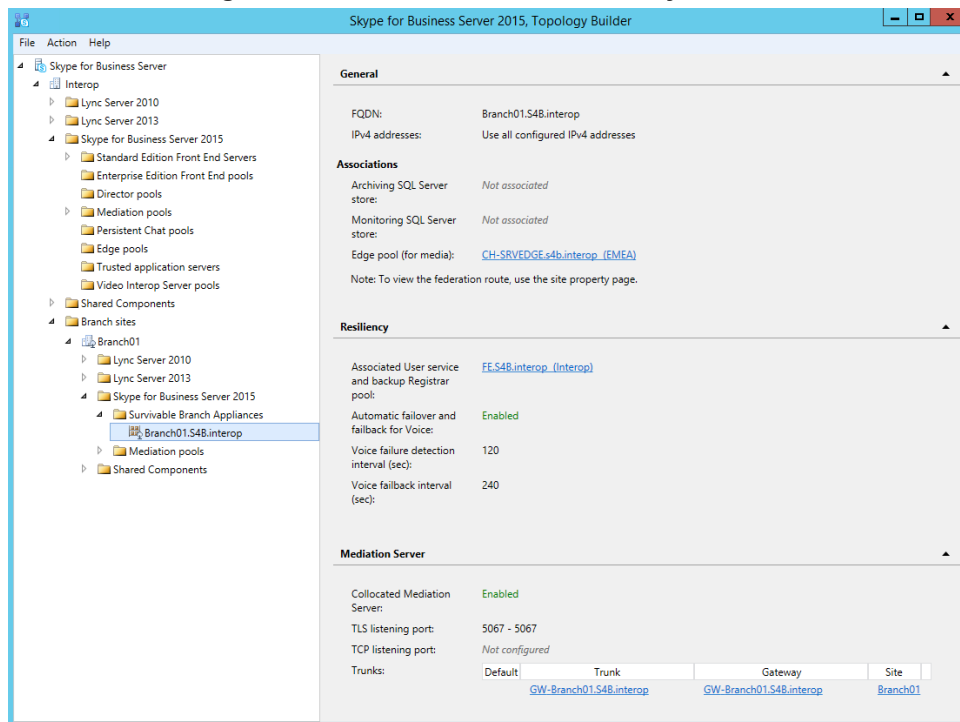 Skype for Business Server 2015, Topology Builder
File Action Help
Skype for Business Server
Interop
Lync Server 2010
Lync Server 2013
Skype for Business Server 2015
Standard Edition Front End Servers
Enterprise Edition Front End pools
Director pools
Mediation pools
Persistent Chat pools
Edge pools
Trusted application servers
Video Interop Server pools
Shared Components
Branch sites
Branch01
Lync Server 2010
Lync Server 2013
Skype for Business Server 2015
Survivable Branch Appliances
Branch01.S4B.interop
Mediation pools
Shared Components
General
FQDN: Branch01.S4B.interop
IPv4 addresses: Use all configured IPv4 addresses
Associations
Archiving SQL Server Not associated
store:
Monitoring SQL Server Not associated
store:
Edge pool (for media): CH-SRVEDGE.s4b.interop (EMEA)
Note: To view the federation route, use the site property page.
Resiliency
Associated User service FE.S4B.interop (Interop)
and backup Registrar
pool:
Automatic failover and Enabled
failback for Voice:
Voice failure detection 120
interval (sec):
Voice failback interval 240
(sec):
Mediation Server
Collocated Mediation Enabled
Server:
TLS listening port: 5067 - 5067
TCP listening port: Not configured
Trunks: Default Trunk Gateway Site
GW-Branch01.S4B.interop GW-Branch01.S4B.interop Branch01